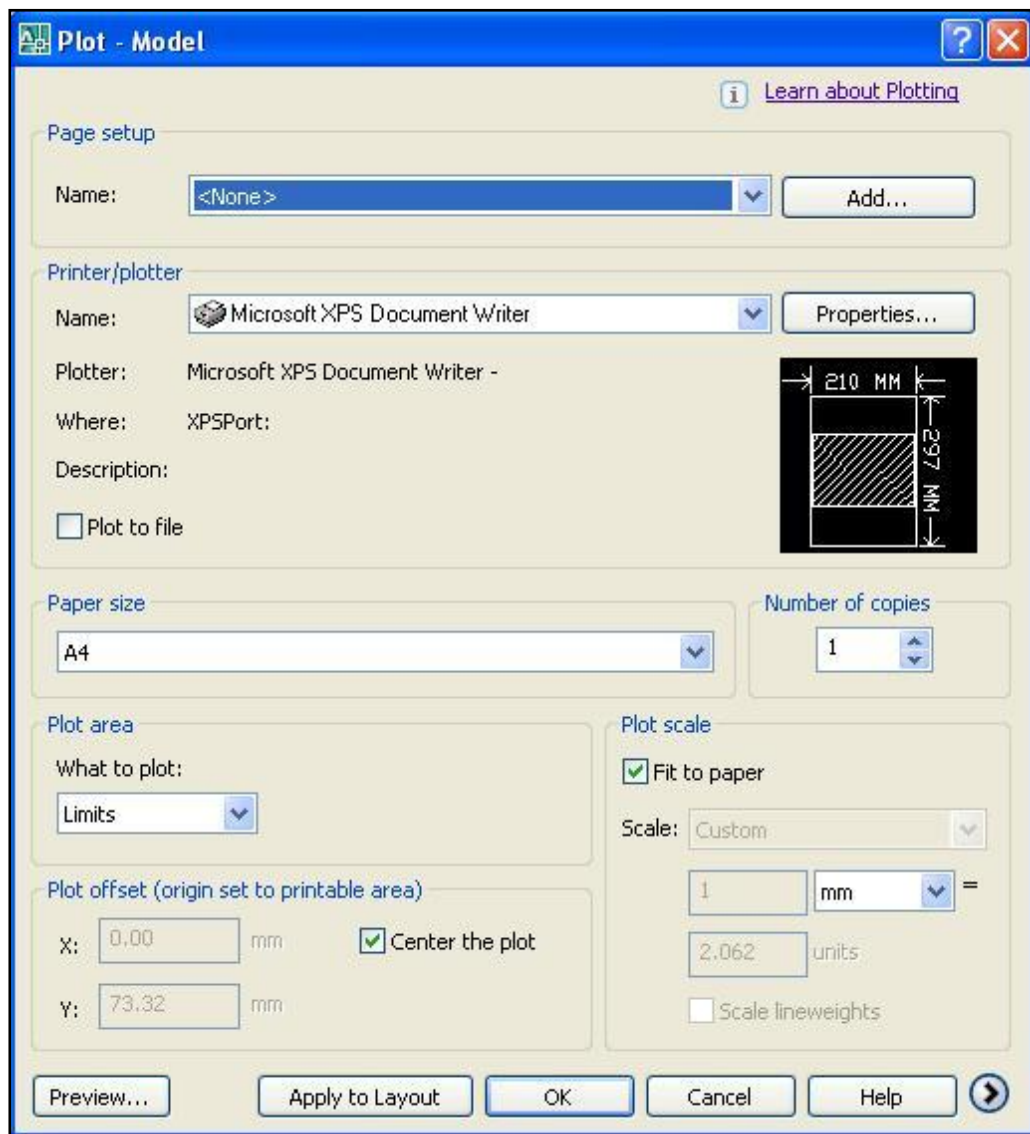 Plot - Model
Learn about Plotting
Page setup
Name: <None> Add...
Printer/plotter
Name: Microsoft XPS Document Writer Properties...
Plotter: Microsoft XPS Document Writer -
Where: XPSPort:
Description:
Plot to file
210 MM
297 MM
Paper size
A4
Number of copies
1
Plot area
What to plot:
Limits
Plot scale
Fit to paper
Scale: Custom
1 mm =
2.062 units
Scale lineweights
Plot offset (origin set to printable area)
X: 0.00 mm Center the plot
Y: 73.32 mm
Preview... Apply to Layout OK Cancel Help